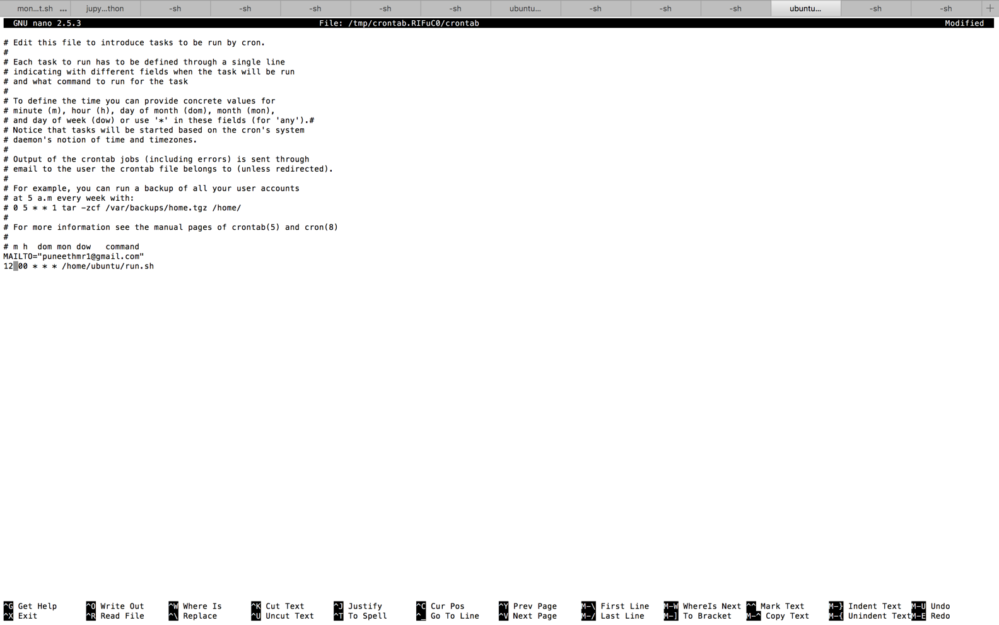 mon...t.sh ... jupy...thon -sh -sh -sh -sh -sh ubuntu... -sh -sh -sh ubuntu... -sh -sh +
GNU nano 2.5.3 File: /tmp/crontab.RIFuC0/crontab Modified
# Edit this file to introduce tasks to be run by cron.
#
# Each task to run has to be defined through a single line
# indicating with different fields when the task will be run
# and what command to run for the task
#
# To define the time you can provide concrete values for
# minute (m), hour (h), day of month (dom), month (mon),
# and day of week (dow) or use '*' in these fields (for 'any').#
# Notice that tasks will be started based on the cron's system
# daemon's notion of time and timezones.
#
# Output of the crontab jobs (including errors) is sent through
# email to the user the crontab file belongs to (unless redirected).
#
# For example, you can run a backup of all your user accounts
# at 5 a.m every week with:
# 0 5 * * 1 tar -zcf /var/backups/home.tgz /home/
#
# For more information see the manual pages of crontab(5) and cron(8)
#
# m h  dom mon dow   command
MAILTO="puneethmr1@gmail.com"
12 00 * * * /home/ubuntu/run.sh
^G Get Help ^O Write Out ^W Where Is ^K Cut Text ^J Justify ^C Cur Pos ^Y Prev Page M-\ First Line M-W WhereIs Next ^^ Mark Text M-} Indent Text M-U Undo
^X Exit ^R Read File ^\ Replace ^U Uncut Text ^T To Spell ^_ Go To Line ^V Next Page M-/ Last Line M-] To Bracket M-^ Copy Text M-{ Unindent Text M-E Redo